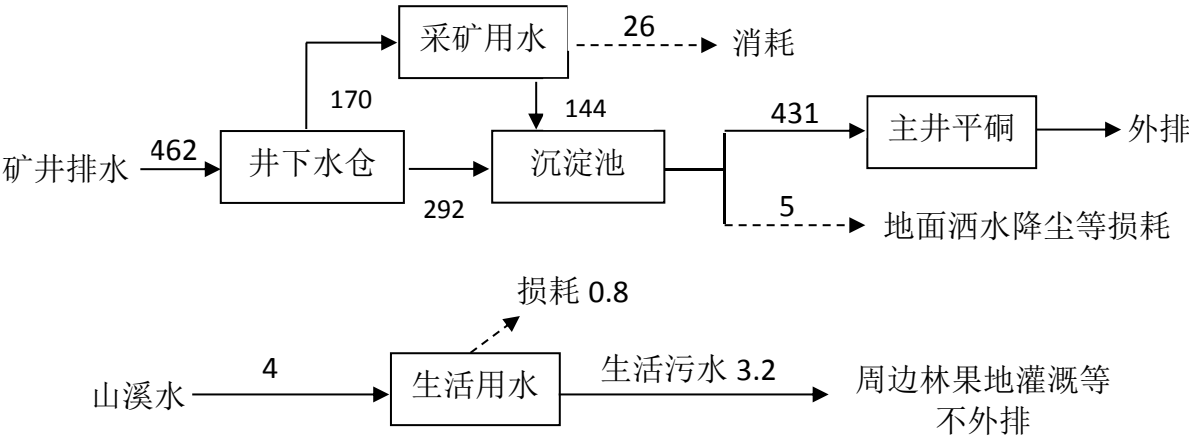 采矿用水
26
消耗
170
144
431
主井平硐
外排
矿井排水
462
井下水仓
292
沉淀池
5
地面洒水降尘等损耗
损耗 0.8
山溪水
4
生活用水
生活污水 3.2
周边林果地灌溉等
不外排